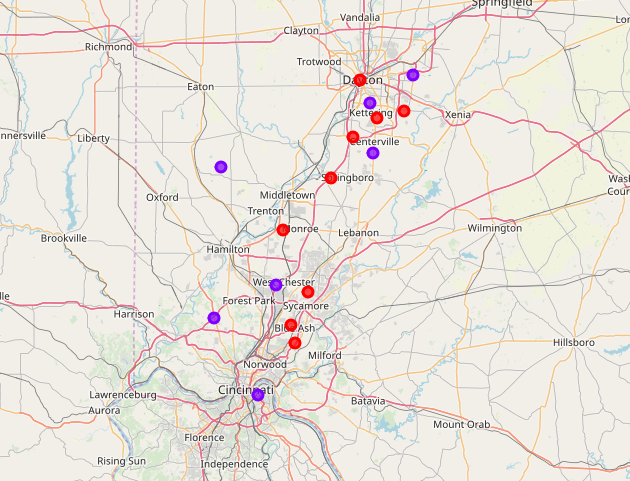 Springfield
Vandalia
Clayton
Richmond
Trotwood
Dayton
Eaton
Kettering
Xenia
Liberty
Centerville
Springboro
Middletown
Oxford
Trenton
Monroe
Lebanon
Wilmington
Brookville
Hamilton
West Chester
Forest Park
Sycamore
Harrison
Blue Ash
Hillsboro
Milford
Norwood
Cincinnati
Lawrenceburg
Batavia
Aurora
Mount Orab
Florence
Rising Sun
Independence